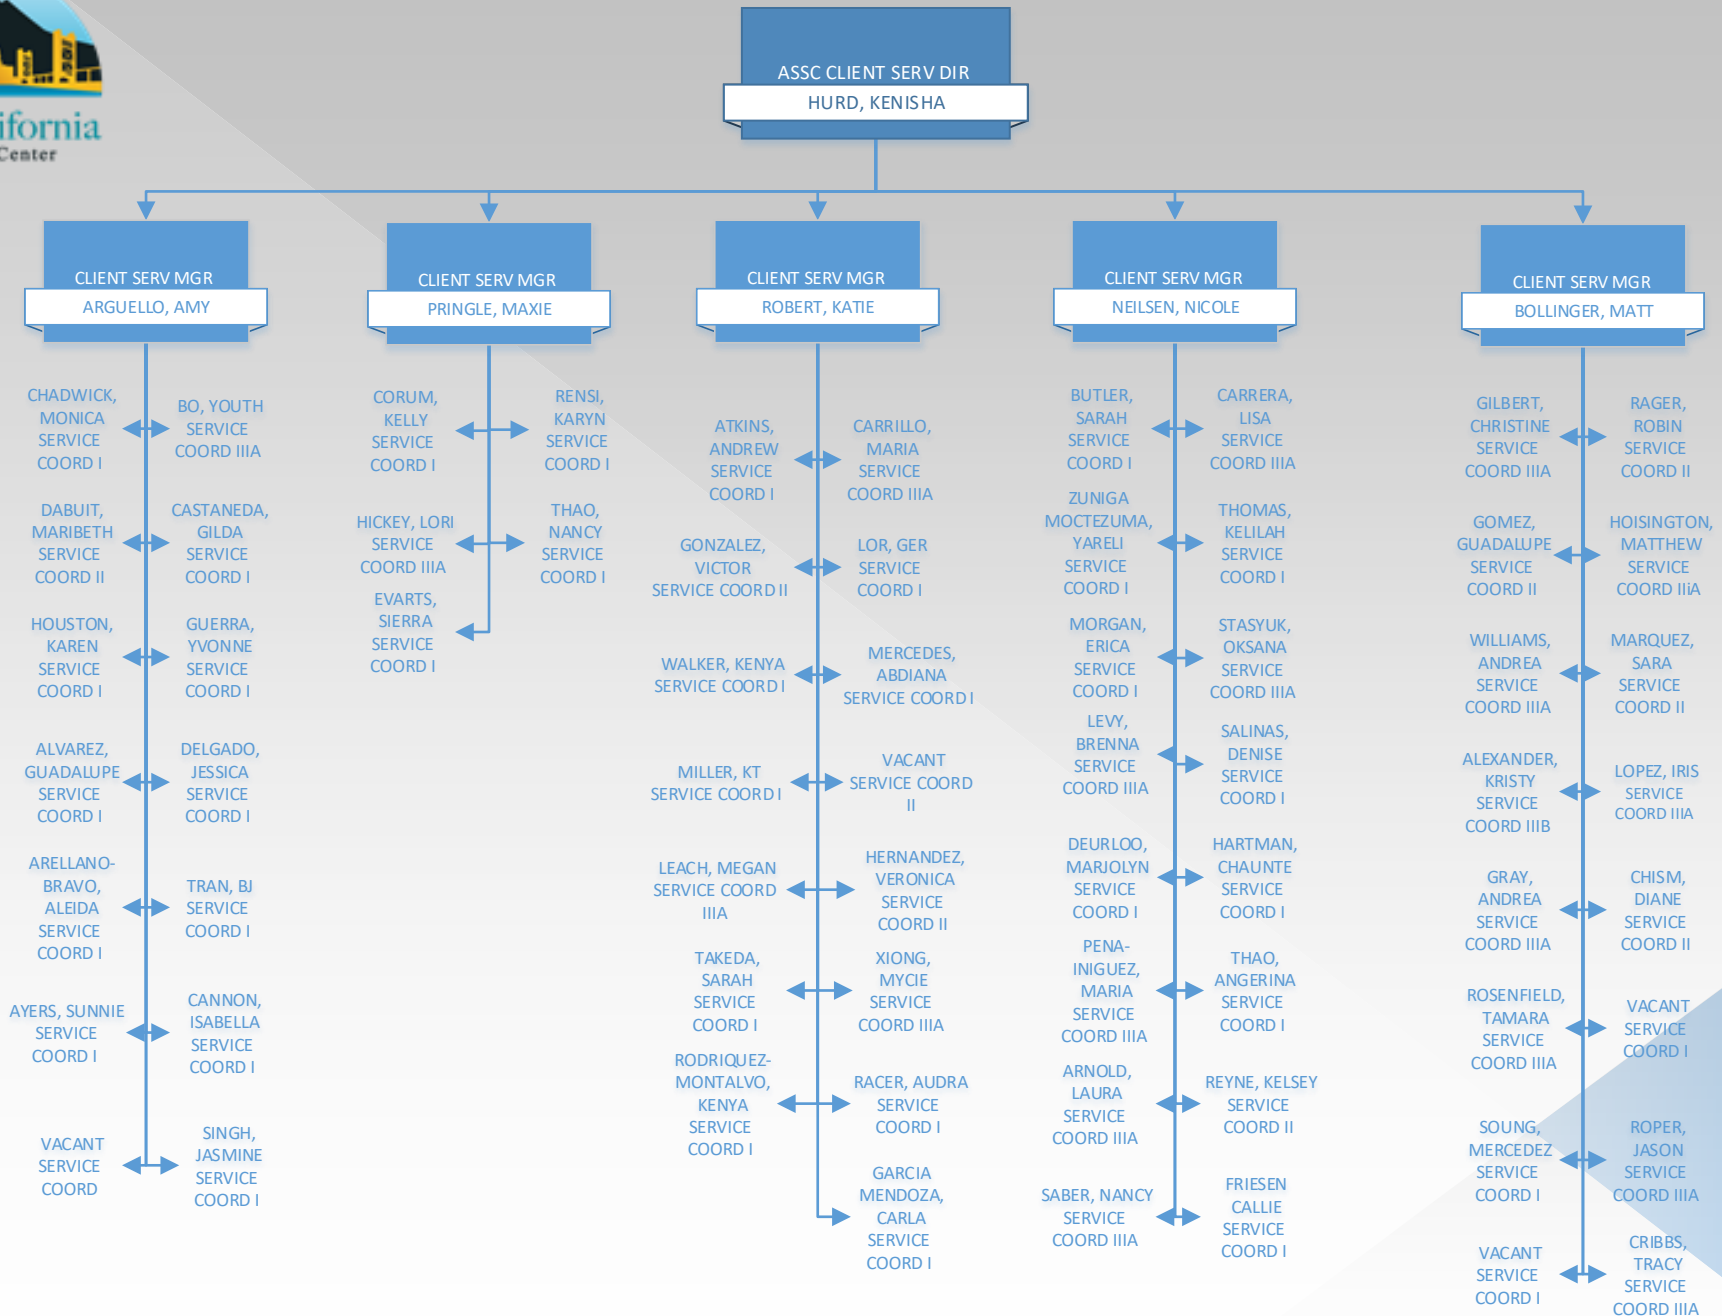 ifornia
Center
ASSC CLIENT SERV DIR
HURD, KENISHA
CLIENT SERV MGR
ARGUELLO, AMY
CHADWICK,
MONICA
SERVICE
COORD I
BO, YOUTH
SERVICE
COORD IIIA
DABUIT,
MARIBETH
SERVICE
COORD II
CASTANEDA,
GILDA
SERVICE
COORD I
HOUSTON,
KAREN
SERVICE
COORD I
GUERRA,
YVONNE
SERVICE
COORD I
ALVAREZ,
GUADALUPE
SERVICE
COORD I
DELGADO,
JESSICA
SERVICE
COORD I
ARELLANO-
BRAVO,
ALEIDA
SERVICE
COORD I
TRAN, BJ
SERVICE
COORD I
AYERS, SUNNIE
SERVICE
COORD I
CANNON,
ISABELLA
SERVICE
COORD I
VACANT
SERVICE
COORD
SINGH,
JASMINE
SERVICE
COORD I
CLIENT SERV MGR
PRINGLE, MAXIE
CORUM,
KELLY
SERVICE
COORD I
RENSI,
KARYN
SERVICE
COORD I
HICKEY, LORI
SERVICE
COORD IIIA
THAO,
NANCY
SERVICE
COORD I
EVARTS,
SIERRA
SERVICE
COORD I
CLIENT SERV MGR
ROBERT, KATIE
ATKINS,
ANDREW
SERVICE
COORD I
CARRILLO,
MARIA
SERVICE
COORD IIIA
GONZALEZ,
VICTOR
SERVICE COORD II
LOR, GER
SERVICE
COORD I
WALKER, KENYA
SERVICE COORD I
MERCEDES,
ABDIANA
SERVICE COORD I
MILLER, KT
SERVICE COORD I
VACANT
SERVICE COORD
II
LEACH, MEGAN
SERVICE COORD
IIIA
HERNANDEZ,
VERONICA
SERVICE
COORD II
TAKEDA,
SARAH
SERVICE
COORD I
XIONG,
MYCIE
SERVICE
COORD IIIA
RODRIQUEZ-
MONTALVO,
KENYA
SERVICE
COORD I
RACER, AUDRA
SERVICE
COORD I
GARCIA
MENDOZA,
CARLA
SERVICE
COORD I
CLIENT SERV MGR
NEILSEN, NICOLE
BUTLER,
SARAH
SERVICE
COORD I
CARRERA,
LISA
SERVICE
COORD IIIA
ZUNIGA
MOCTEZUMA,
YARELI
SERVICE
COORD I
THOMAS,
KELILAH
SERVICE
COORD I
MORGAN,
ERICA
SERVICE
COORD I
STASYUK,
OKSANA
SERVICE
COORD IIIA
LEVY,
BRENNA
SERVICE
COORD IIIA
SALINAS,
DENISE
SERVICE
COORD I
DEURLOO,
MARJOLYN
SERVICE
COORD I
HARTMAN,
CHAUNTE
SERVICE
COORD I
PENA-
INIGUEZ,
MARIA
SERVICE
COORD IIIA
THAO,
ANGERINA
SERVICE
COORD I
ARNOLD,
LAURA
SERVICE
COORD IIIA
REYNE, KELSEY
SERVICE
COORD II
SABER, NANCY
SERVICE
COORD IIIA
FRIESEN
CALLIE
SERVICE
COORD I
CLIENT SERV MGR
BOLLINGER, MATT
GILBERT,
CHRISTINE
SERVICE
COORD IIIA
RAGER,
ROBIN
SERVICE
COORD II
GOMEZ,
GUADALUPE
SERVICE
COORD II
HOISINGTON,
MATTHEW
SERVICE
COORD IIiA
WILLIAMS,
ANDREA
SERVICE
COORD IIIA
MARQUEZ,
SARA
SERVICE
COORD II
ALEXANDER,
KRISTY
SERVICE
COORD IIIB
LOPEZ, IRIS
SERVICE
COORD IIIA
GRAY,
ANDREA
SERVICE
COORD IIIA
CHISM,
DIANE
SERVICE
COORD II
ROSENFIELD,
TAMARA
SERVICE
COORD IIIA
VACANT
SERVICE
COORD I
SOUNG,
MERCEDEZ
SERVICE
COORD I
ROPER,
JASON
SERVICE
COORD IIIA
VACANT
SERVICE
COORD I
CRIBBS,
TRACY
SERVICE
COORD IIIA